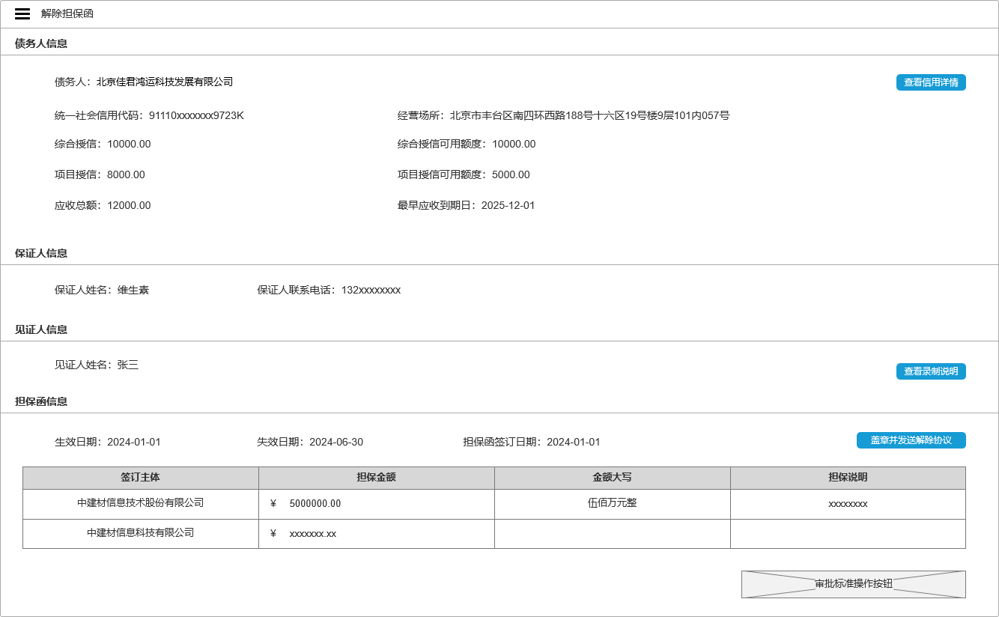 解除担保函
债务人信息
债务人：北京佳君鸿运科技发展有限公司
查看信用详情
统一社会信用代码：91110xxxxxxx9723K
经营场所：北京市丰台区南四环西路188号十六区19号楼9层101内057号
综合授信：10000.00
综合授信可用额度：10000.00
项目授信：8000.00
项目授信可用额度：5000.00
应收总额：12000.00
最早应收到期日：2025-12-01
保证人信息
保证人姓名：维生素
保证人联系电话：132xxxxxxxx
见证人信息
见证人姓名：张三
查看录制说明
担保函信息
生效日期：2024-01-01
失效日期：2024-06-30
担保函签订日期：2024-01-01
盖章并发送解除协议
签订主体 担保金额 金额大写 担保说明
中建材信息技术股份有限公司 ¥ 5000000.00 伍佰万元整 xxxxxxxx
中建材信息科技有限公司 ¥ xxxxxxx.xx
审批标准操作按钮